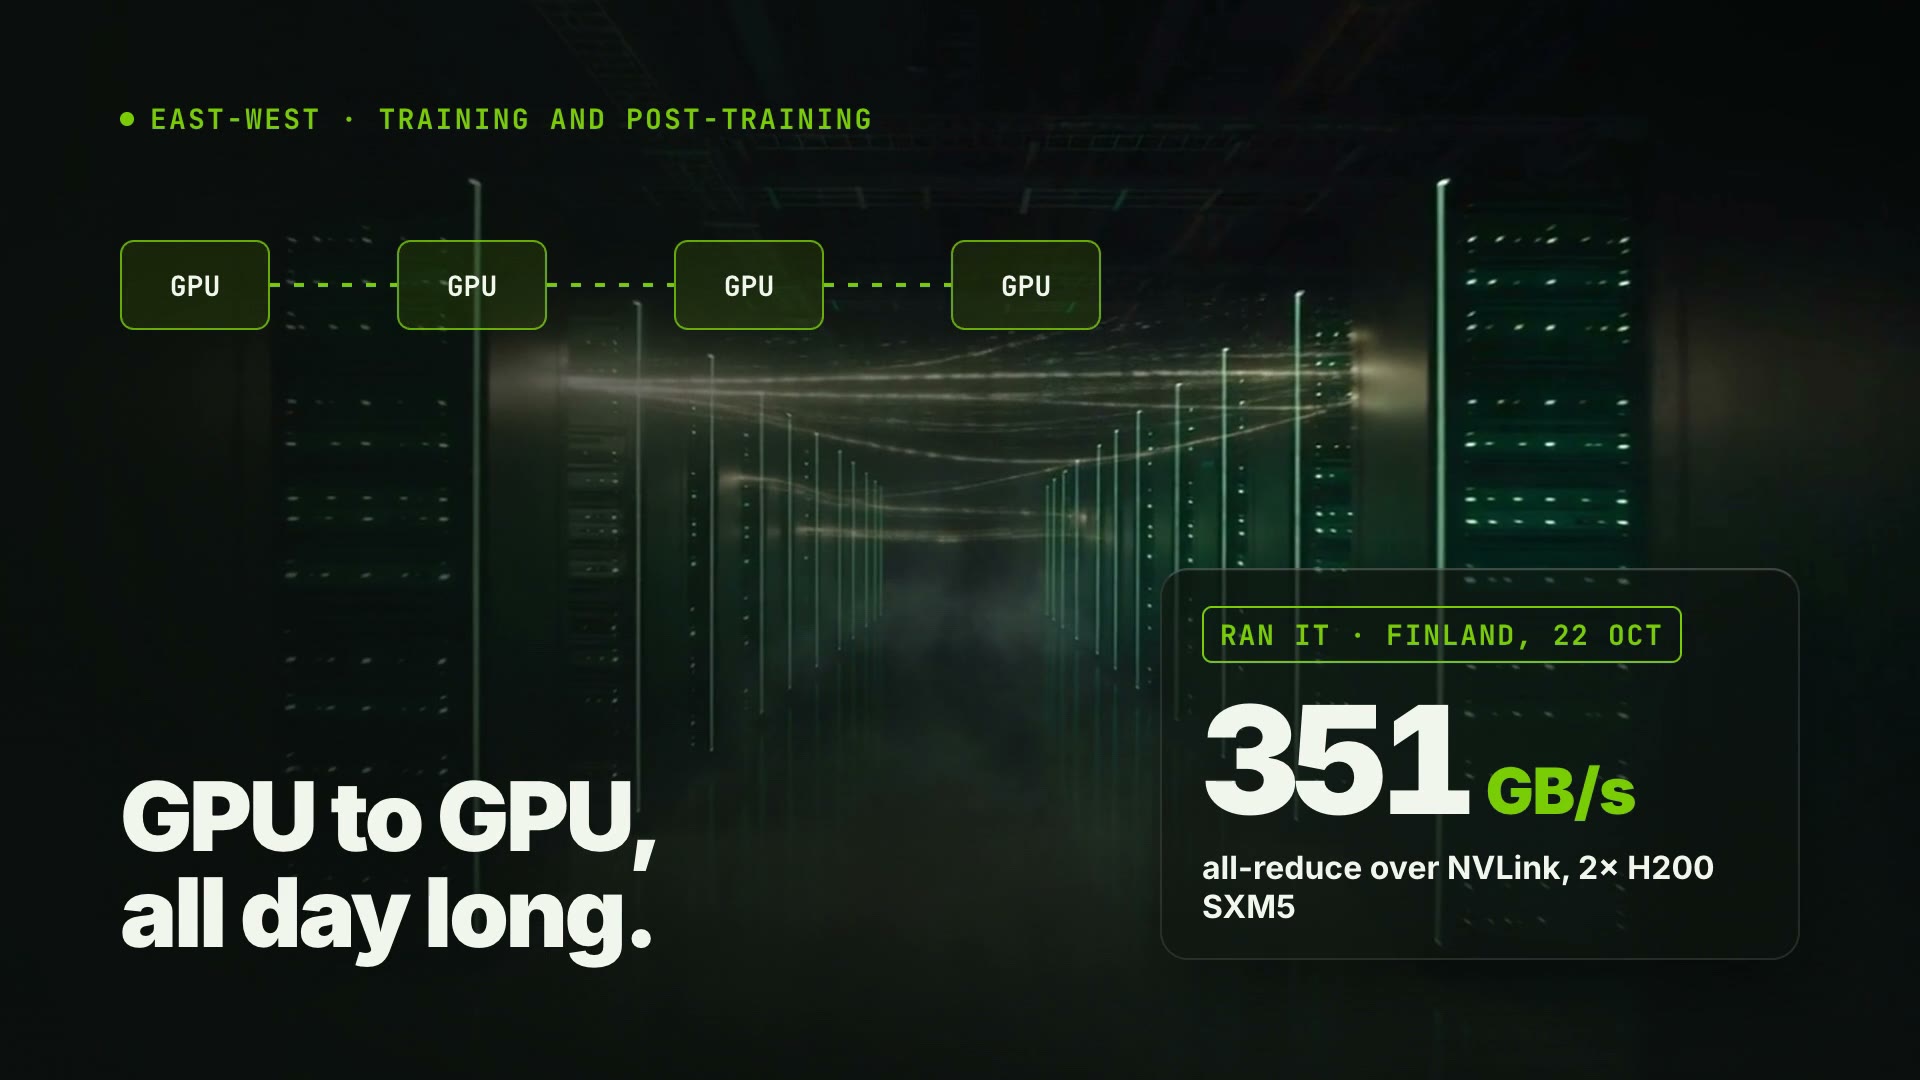 EAST-WEST · TRAINING AND POST-TRAINING
GPU GPU GPU GPU
RAN IT · FINLAND, 22 OCT
351 GB/s
all-reduce over NVLink, 2× H200
SXM5
GPU to GPU,
all day long.